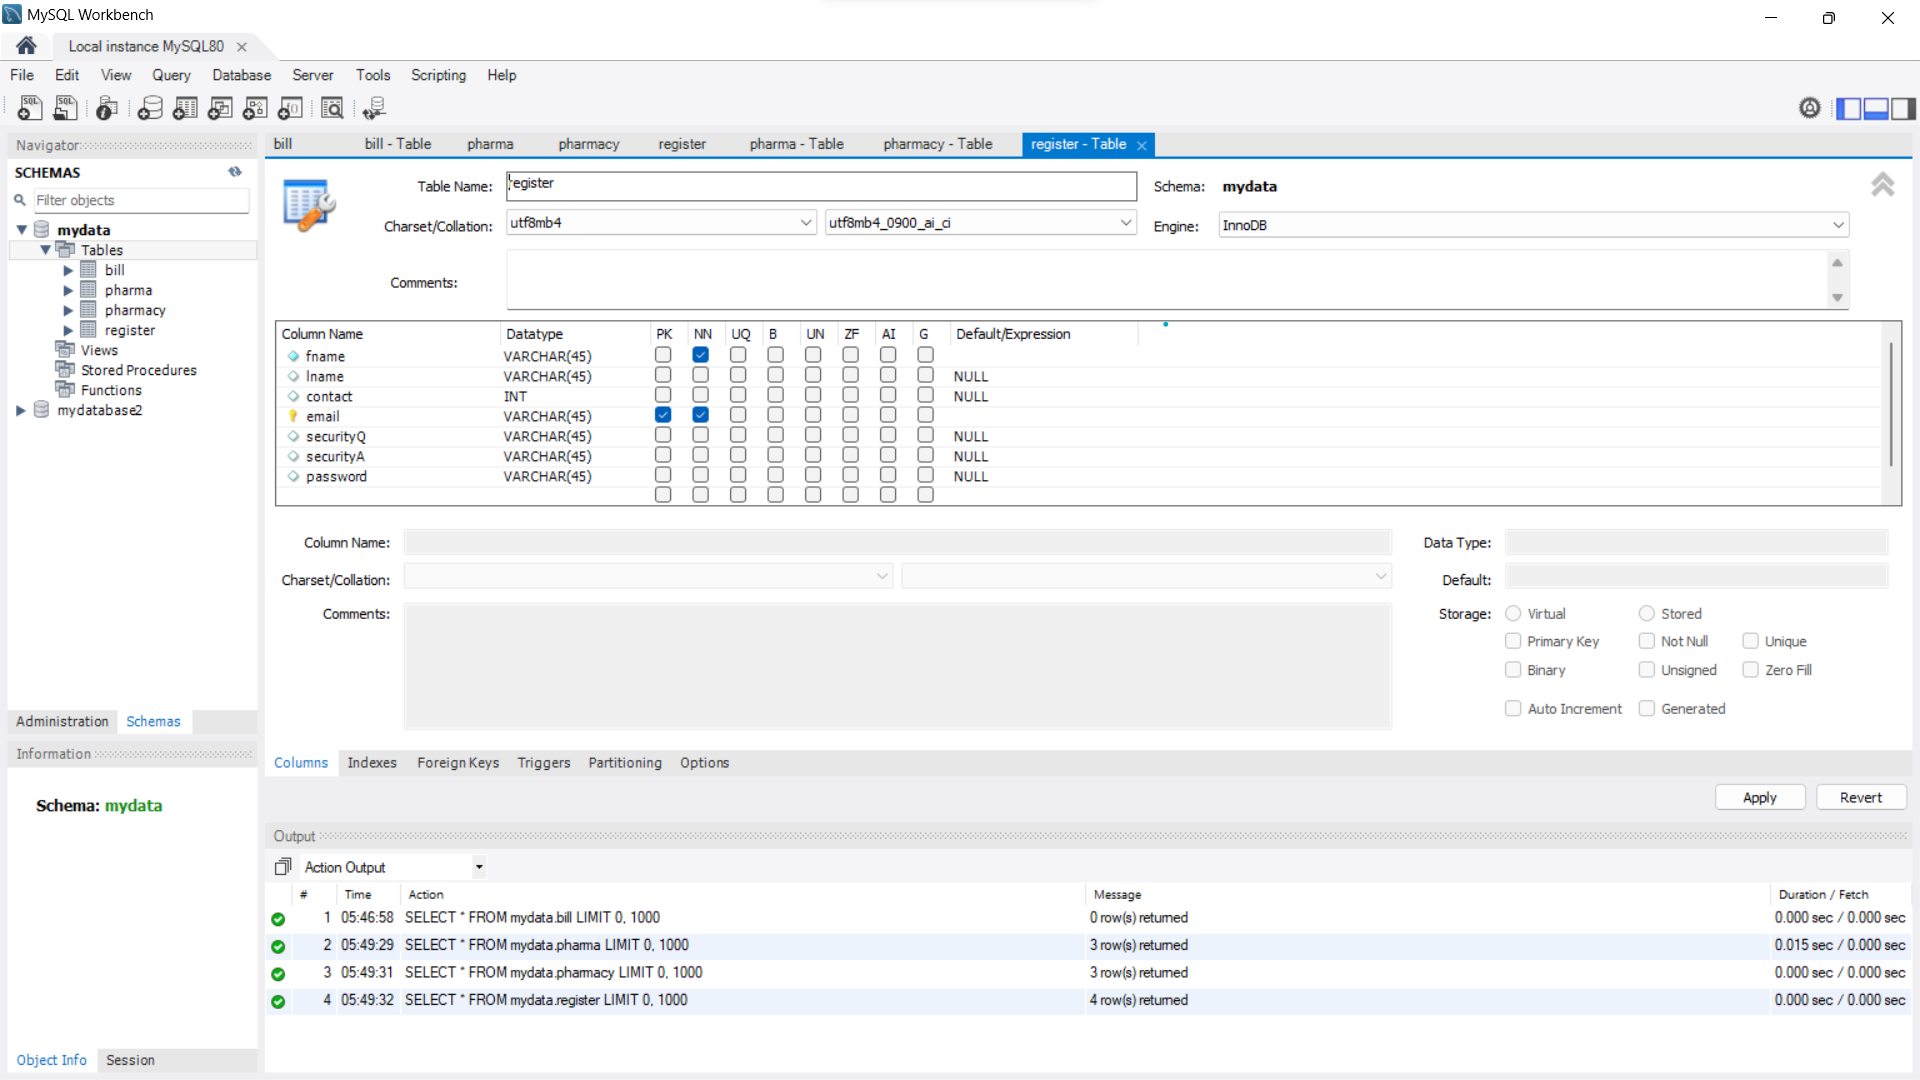 MySQL Workbench
Local instance MySQL80
File Edit View Query Database Server Tools Scripting Help
Navigator
SCHEMAS
Filter objects
mydata
Tables
bill
pharma
pharmacy
register
Views
Stored Procedures
Functions
mydatabase2
Administration Schemas
Information
Schema: mydata
Object Info Session
bill bill - Table pharma pharmacy register pharma - Table pharmacy - Table register - Table
Table Name: register Schema: mydata
Charset/Collation: utf8mb4 utf8mb4_0900_ai_ci Engine: InnoDB
Comments:
Column Name Datatype PK NN UQ B UN ZF AI G Default/Expression
fname VARCHAR(45)
lname VARCHAR(45) NULL
contact INT NULL
email VARCHAR(45)
securityQ VARCHAR(45) NULL
securityA VARCHAR(45) NULL
password VARCHAR(45) NULL
Column Name: Data Type:
Charset/Collation: Default:
Comments: Storage: Virtual Stored
Primary Key Not Null Unique
Binary Unsigned Zero Fill
Auto Increment Generated
Columns Indexes Foreign Keys Triggers Partitioning Options
Apply Revert
Output
Action Output
# Time Action Message Duration / Fetch
1 05:46:58 SELECT * FROM mydata.bill LIMIT 0, 1000 0 row(s) returned 0.000 sec / 0.000 sec
2 05:49:29 SELECT * FROM mydata.pharma LIMIT 0, 1000 3 row(s) returned 0.015 sec / 0.000 sec
3 05:49:31 SELECT * FROM mydata.pharmacy LIMIT 0, 1000 3 row(s) returned 0.000 sec / 0.000 sec
4 05:49:32 SELECT * FROM mydata.register LIMIT 0, 1000 4 row(s) returned 0.000 sec / 0.000 sec